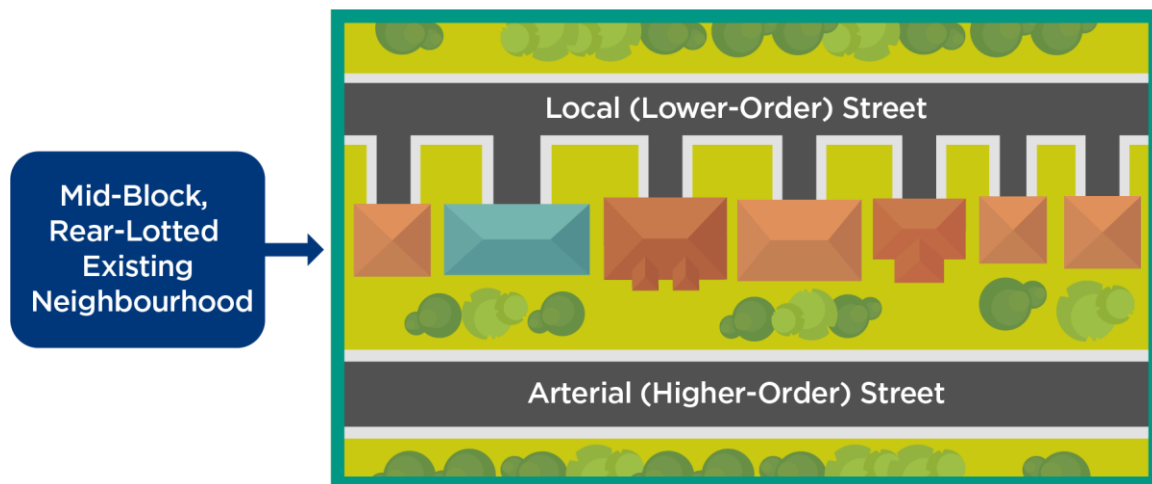 Mid-Block,
Rear-Lotted
Existing
Neighbourhood
Local (Lower-Order) Street
Arterial (Higher-Order) Street